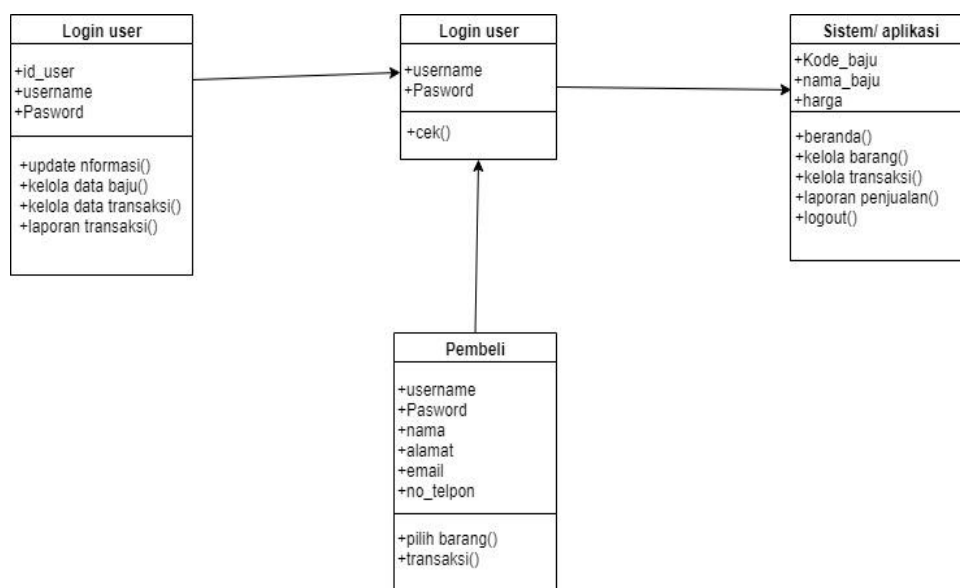 Login user
+id_user
+username
+Pasword
+update nformasi()
+kelola data baju()
+kelola data transaksi()
+laporan transaksi()
Login user
+username
+Pasword
+cek()
Sistem/ aplikasi
+Kode_baju
+nama_baju
+harga
+beranda()
+kelola barang()
+kelola transaksi()
+laporan penjualan()
+logout()
Pembeli
+username
+Pasword
+nama
+alamat
+email
+no_telpon
+pilih barang()
+transaksi()